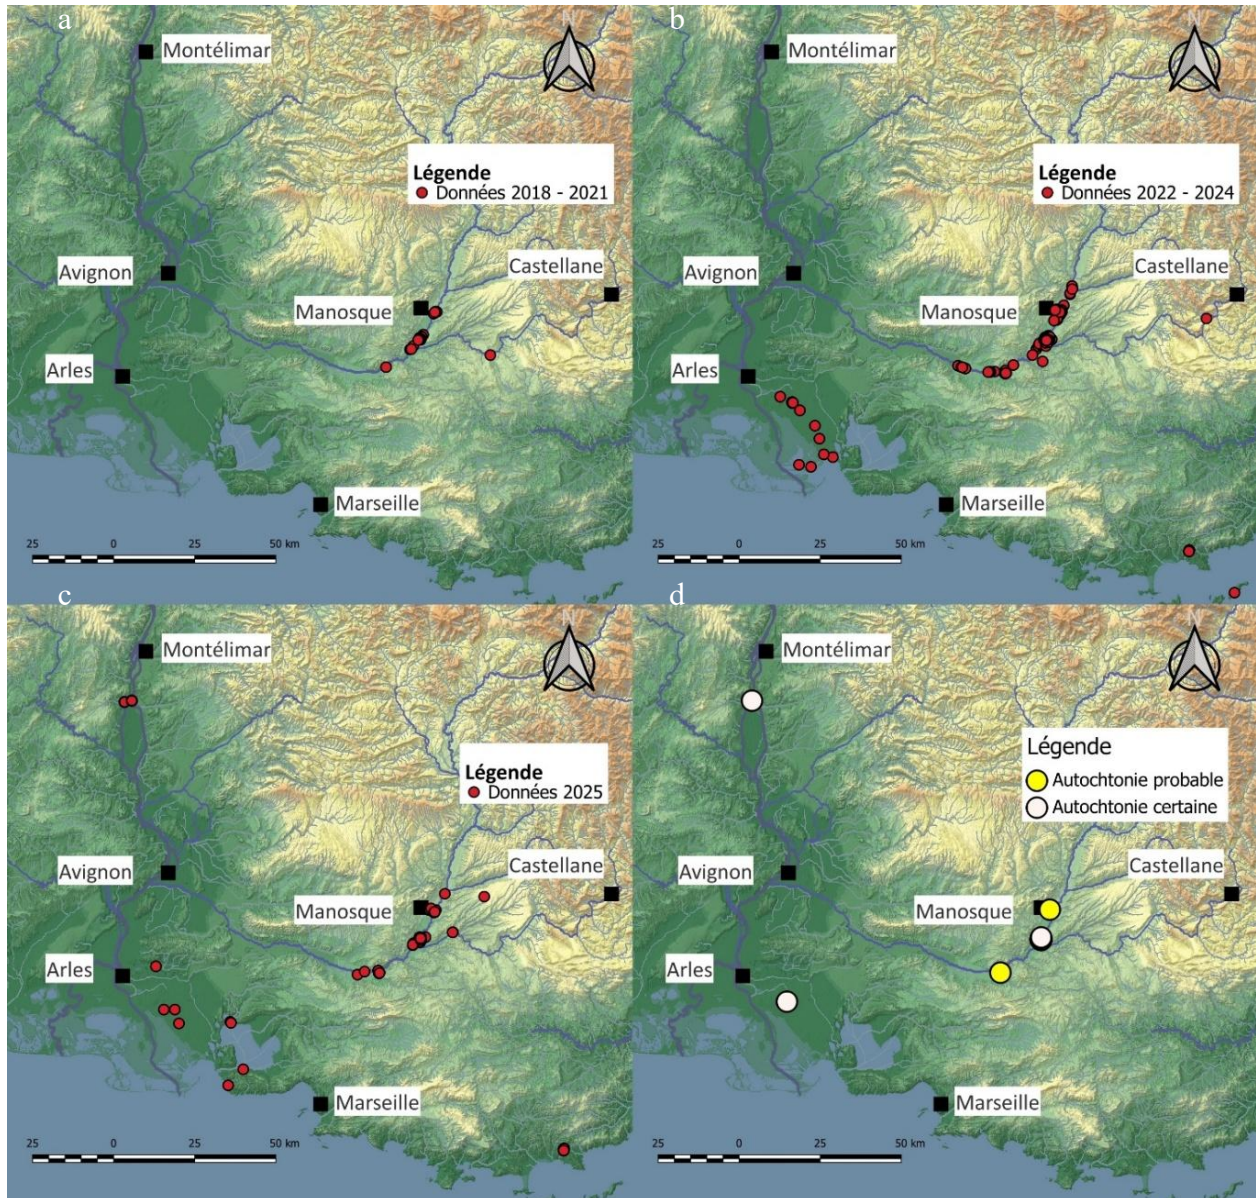 a
N
Montélimar
Légende
Données 2018 - 2021
Avignon
Castellane
Manosque
Arles
Marseille
25 0 25 50 km
b
N
Montélimar
Légende
Données 2022 - 2024
Avignon
Castellane
Manosque
Arles
Marseille
25 0 25 50 km
c
N
Montélimar
Légende
Données 2025
Avignon
Castellane
Manosque
Arles
Marseille
25 0 25 50 km
d
N
Montélimar
Légende
Autochtonie probable
Autochtonie certaine
Avignon
Castellane
Manosque
Arles
Marseille
25 0 25 50 km